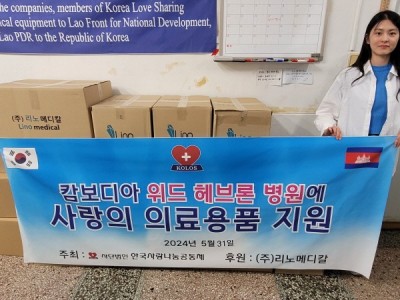 the companies, members of Korea Love Sharing
ical equipment to Lao Front for National Development,
Lao PDR to the Republic of Korea
(주) 리노메디칼
Lino medical
Lino
KOLOS
캄보디아 위드 헤브론 병원에
사랑의 의료용품 지원
2024년 5월 31일
주최 : 사단법인 한국사랑나눔공동체 후원 : (주)리노메디칼